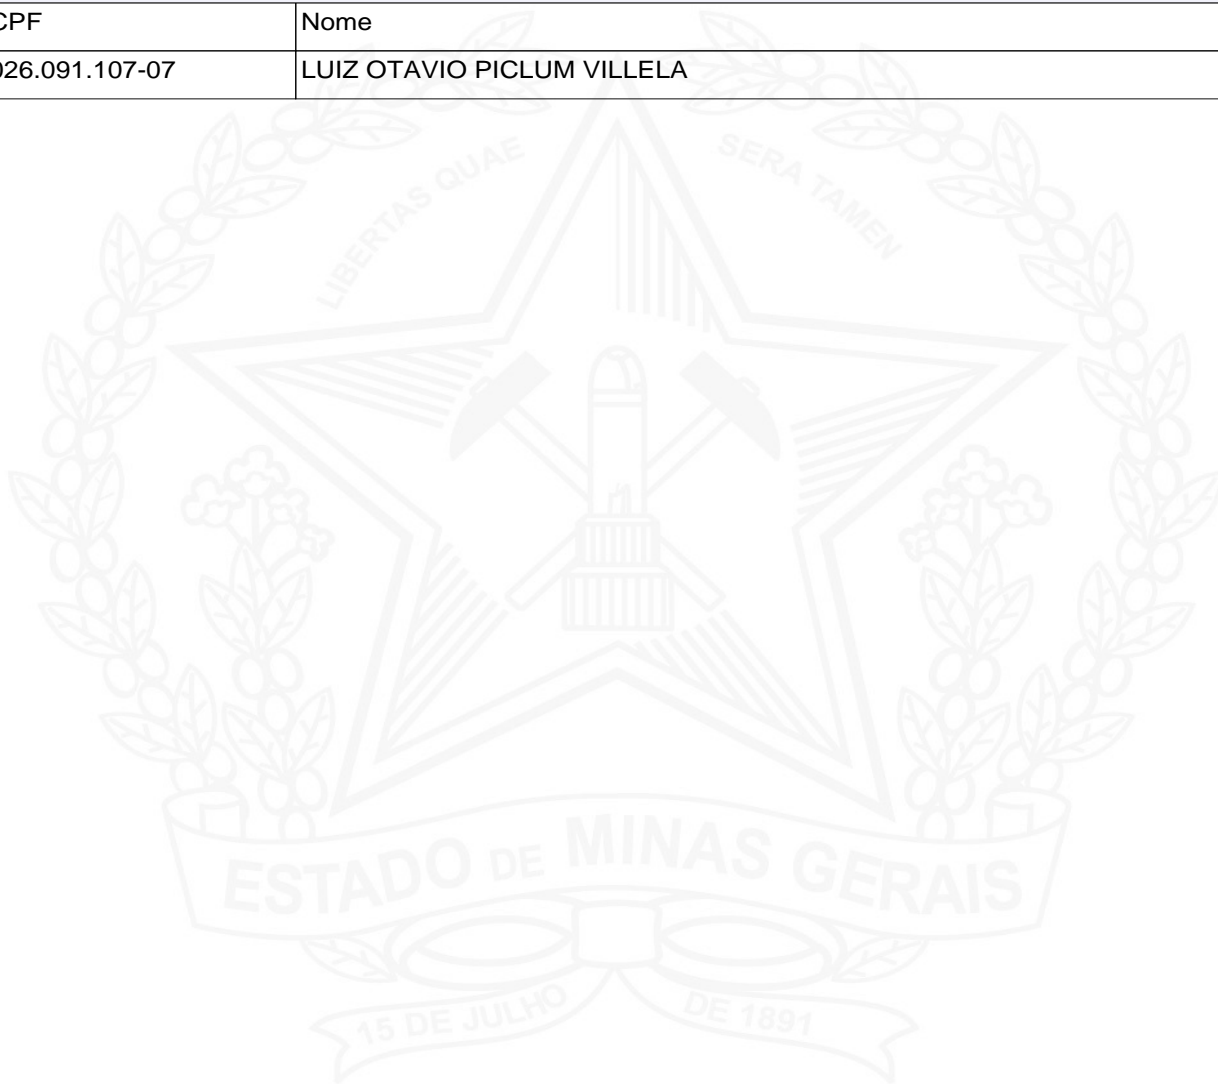 CPF Nome
026.091.107-07 LUIZ OTAVIO PICLUM VILLELA
LIBERTAS QUAE SERA TAMEN
ESTADO DE MINAS GERAIS
15 DE JULHO DE 1891